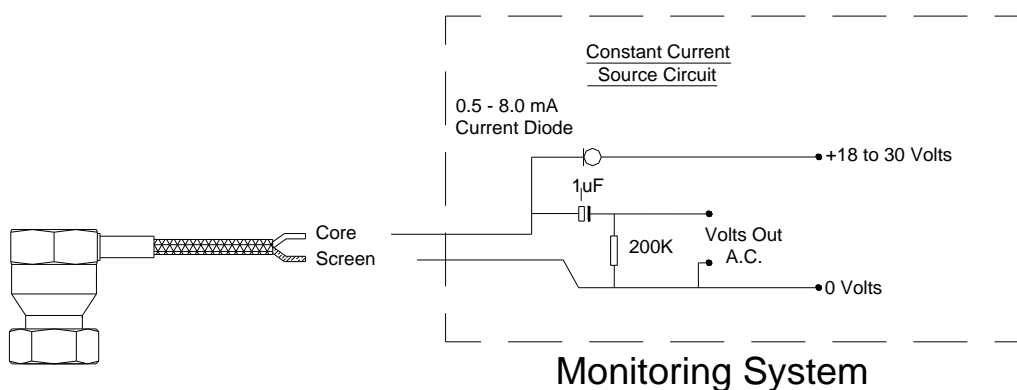 Constant Current
Source Circuit
0.5 - 8.0 mA
Current Diode
+18 to 30 Volts
1uF
Core
Screen
200K
Volts Out
A.C.
0 Volts
Monitoring System